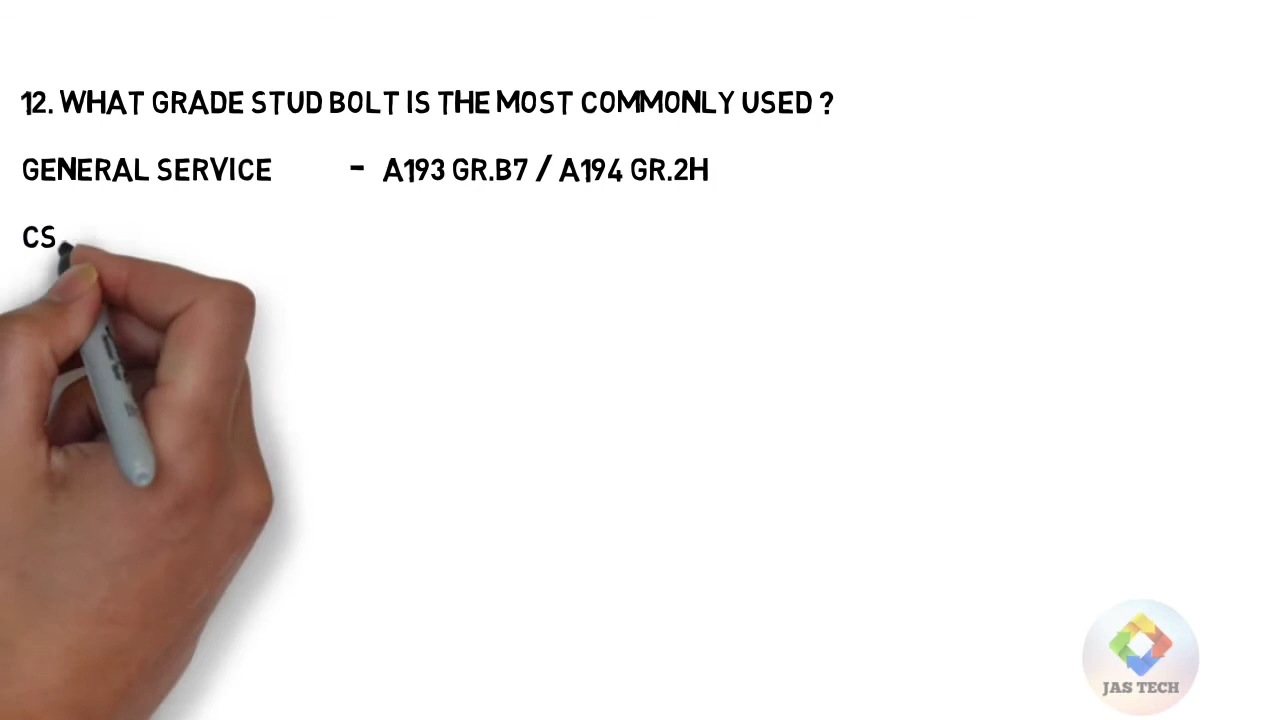 12. WHAT GRADE STUD BOLT IS THE MOST COMMONLY USED ?
GENERAL SERVICE - A193 GR.B7 / A194 GR.2H
CS
JAS TECH